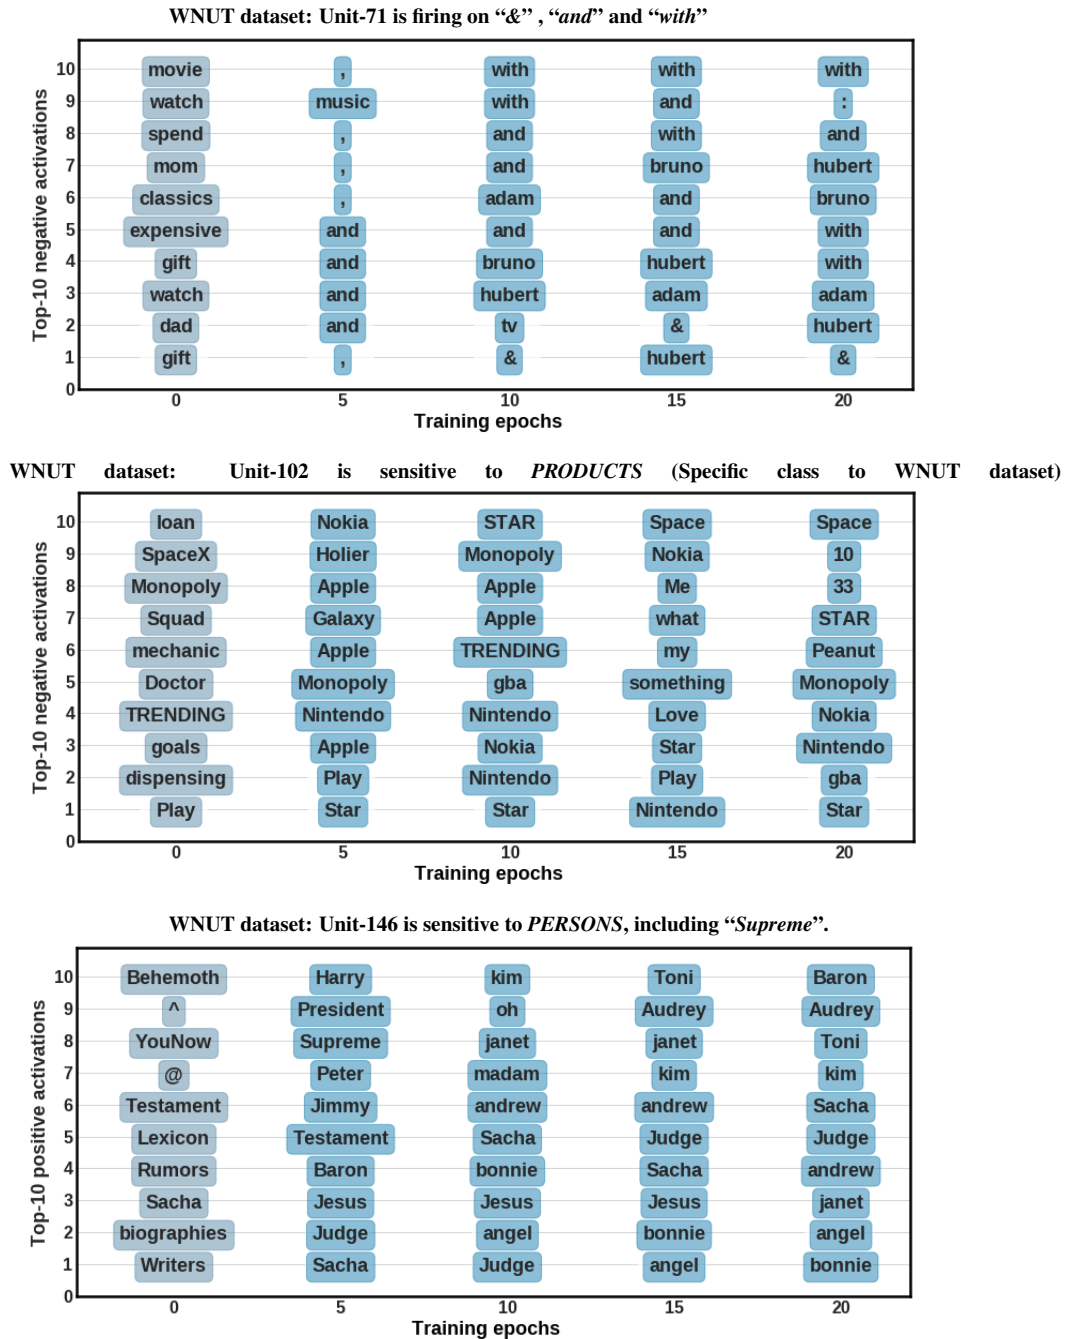 WNUT dataset: Unit-71 is firing on “&” , “and” and “with”
Top-10 negative activations
10 movie , with with with
9 watch music with and :
8 spend , and with and
7 mom , and bruno hubert
6 classics , adam and bruno
5 expensive and and and with
4 gift and bruno hubert with
3 watch and hubert adam adam
2 dad and tv & hubert
1 gift , & hubert &
0
0 5 10 15 20
Training epochs
WNUT dataset: Unit-102 is sensitive to PRODUCTS (Specific class to WNUT dataset)
Top-10 negative activations
10 loan Nokia STAR Space Space
9 SpaceX Holier Monopoly Nokia 10
8 Monopoly Apple Apple Me 33
7 Squad Galaxy Apple what STAR
6 mechanic Apple TRENDING my Peanut
5 Doctor Monopoly gba something Monopoly
4 TRENDING Nintendo Nintendo Love Nokia
3 goals Apple Nokia Star Nintendo
2 dispensing Play Nintendo Play gba
1 Play Star Star Nintendo Star
0
0 5 10 15 20
Training epochs
WNUT dataset: Unit-146 is sensitive to PERSONS, including “Supreme”.
Top-10 positive activations
10 Behemoth Harry kim Toni Baron
9 ^ President oh Audrey Audrey
8 YouNow Supreme janet janet Toni
7 @ Peter madam kim kim
6 Testament Jimmy andrew andrew Sacha
5 Lexicon Testament Sacha Judge Judge
4 Rumors Baron bonnie Sacha andrew
3 Sacha Jesus Jesus Jesus janet
2 biographies Judge angel bonnie angel
1 Writers Sacha Judge angel bonnie
0
0 5 10 15 20
Training epochs